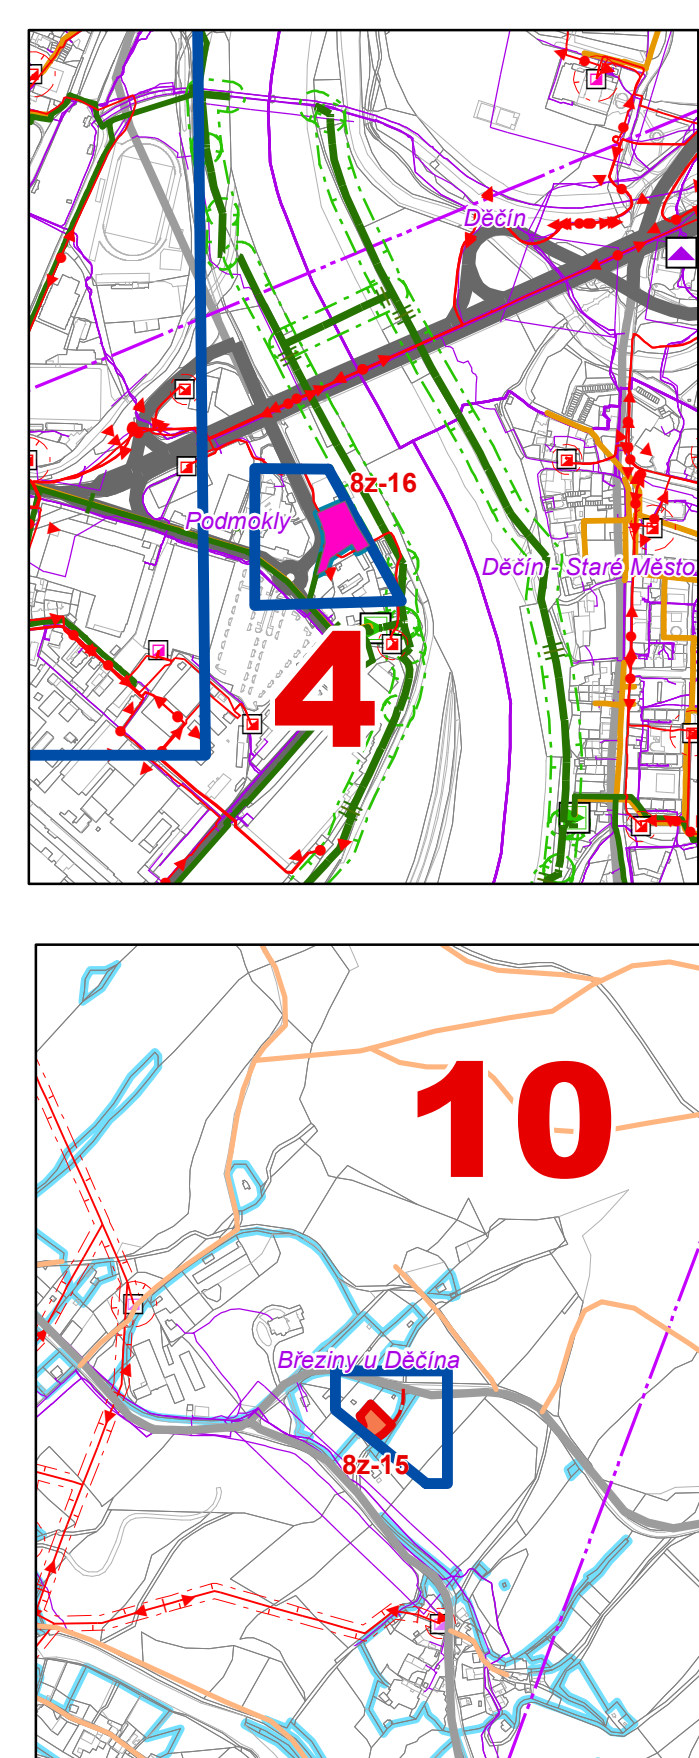 Děčín
8z-16
Podmokly
Děčín - Staré Město
4
10
Březiny u Děčína
8z-15